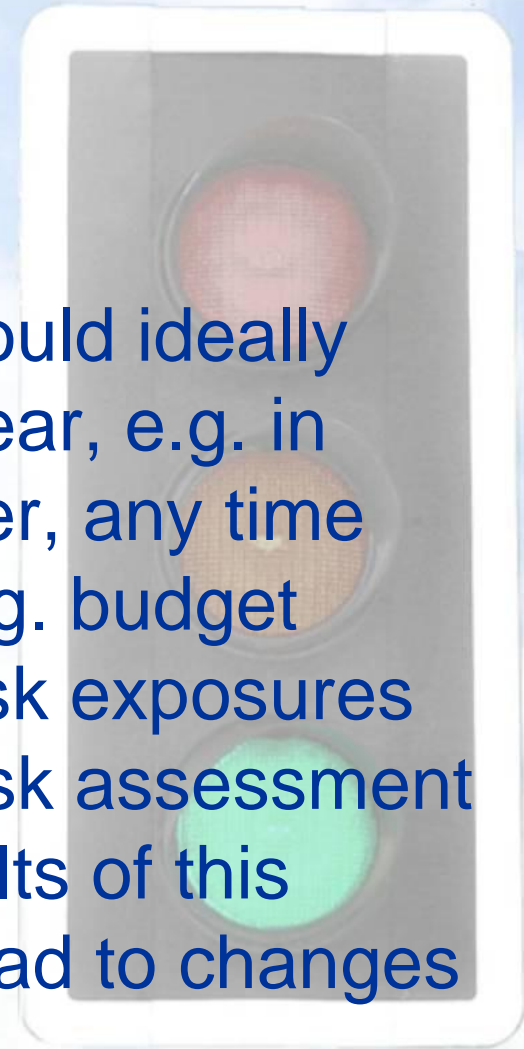 ould ideally
ear, e.g. in
er, any time
g. budget
sk exposures
sk assessment
lts of this
ad to changes